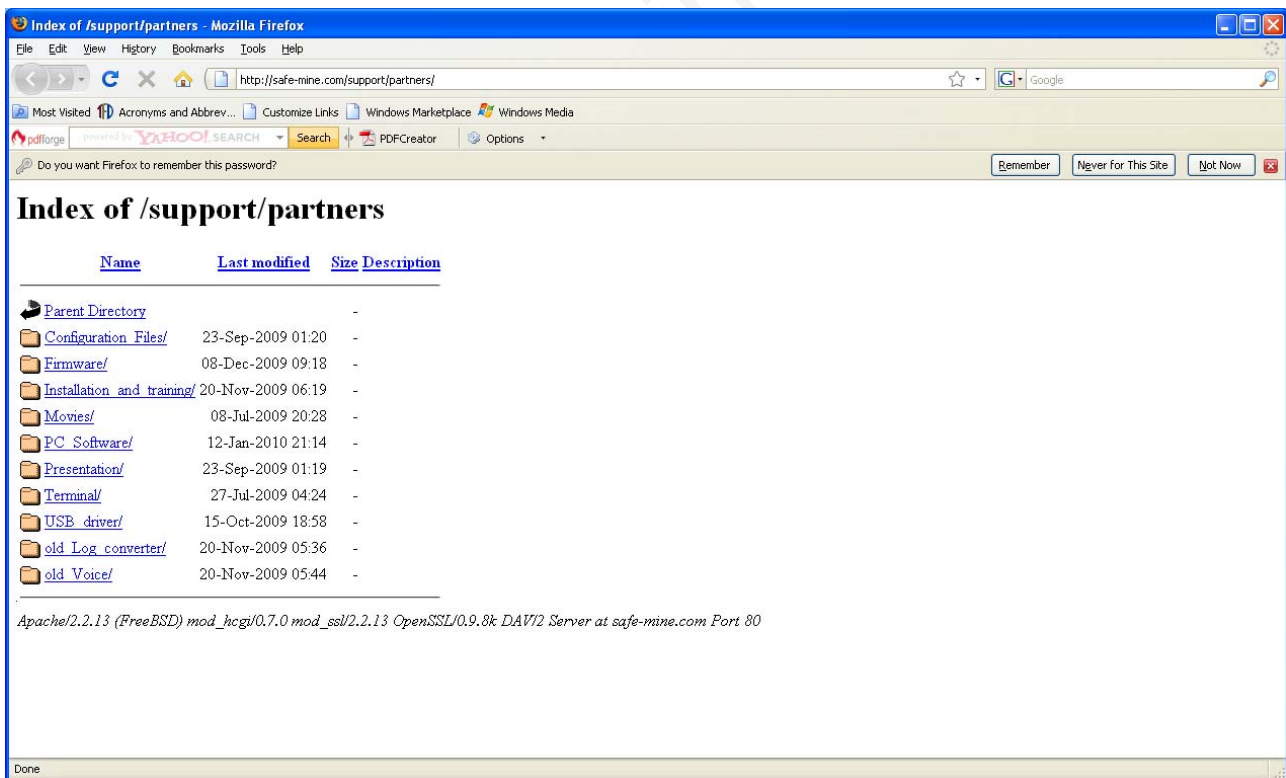 Index of /support/partners - Mozilla Firefox
File Edit View History Bookmarks Tools Help
http://safe-mine.com/support/partners/
G Google
Most Visited Acronyms and Abbrev... Customize Links Windows Marketplace Windows Media
pdfforge powered by YAHOO! SEARCH Search PDFCreator Options
Do you want Firefox to remember this password? Remember Never for This Site Not Now
Index of /support/partners
Name Last modified Size Description
Parent Directory -
Configuration_Files/ 23-Sep-2009 01:20 -
Firmware/ 08-Dec-2009 09:18 -
Installation_and_training/ 20-Nov-2009 06:19 -
Movies/ 08-Jul-2009 20:28 -
PC_Software/ 12-Jan-2010 21:14 -
Presentation/ 23-Sep-2009 01:19 -
Terminal/ 27-Jul-2009 04:24 -
USB_driver/ 15-Oct-2009 18:58 -
old_Log_converter/ 20-Nov-2009 05:36 -
old_Voice/ 20-Nov-2009 05:44 -
Apache/2.2.13 (FreeBSD) mod_hcgi/0.7.0 mod_ssl/2.2.13 OpenSSL/0.9.8k DAV/2 Server at safe-mine.com Port 80
Done